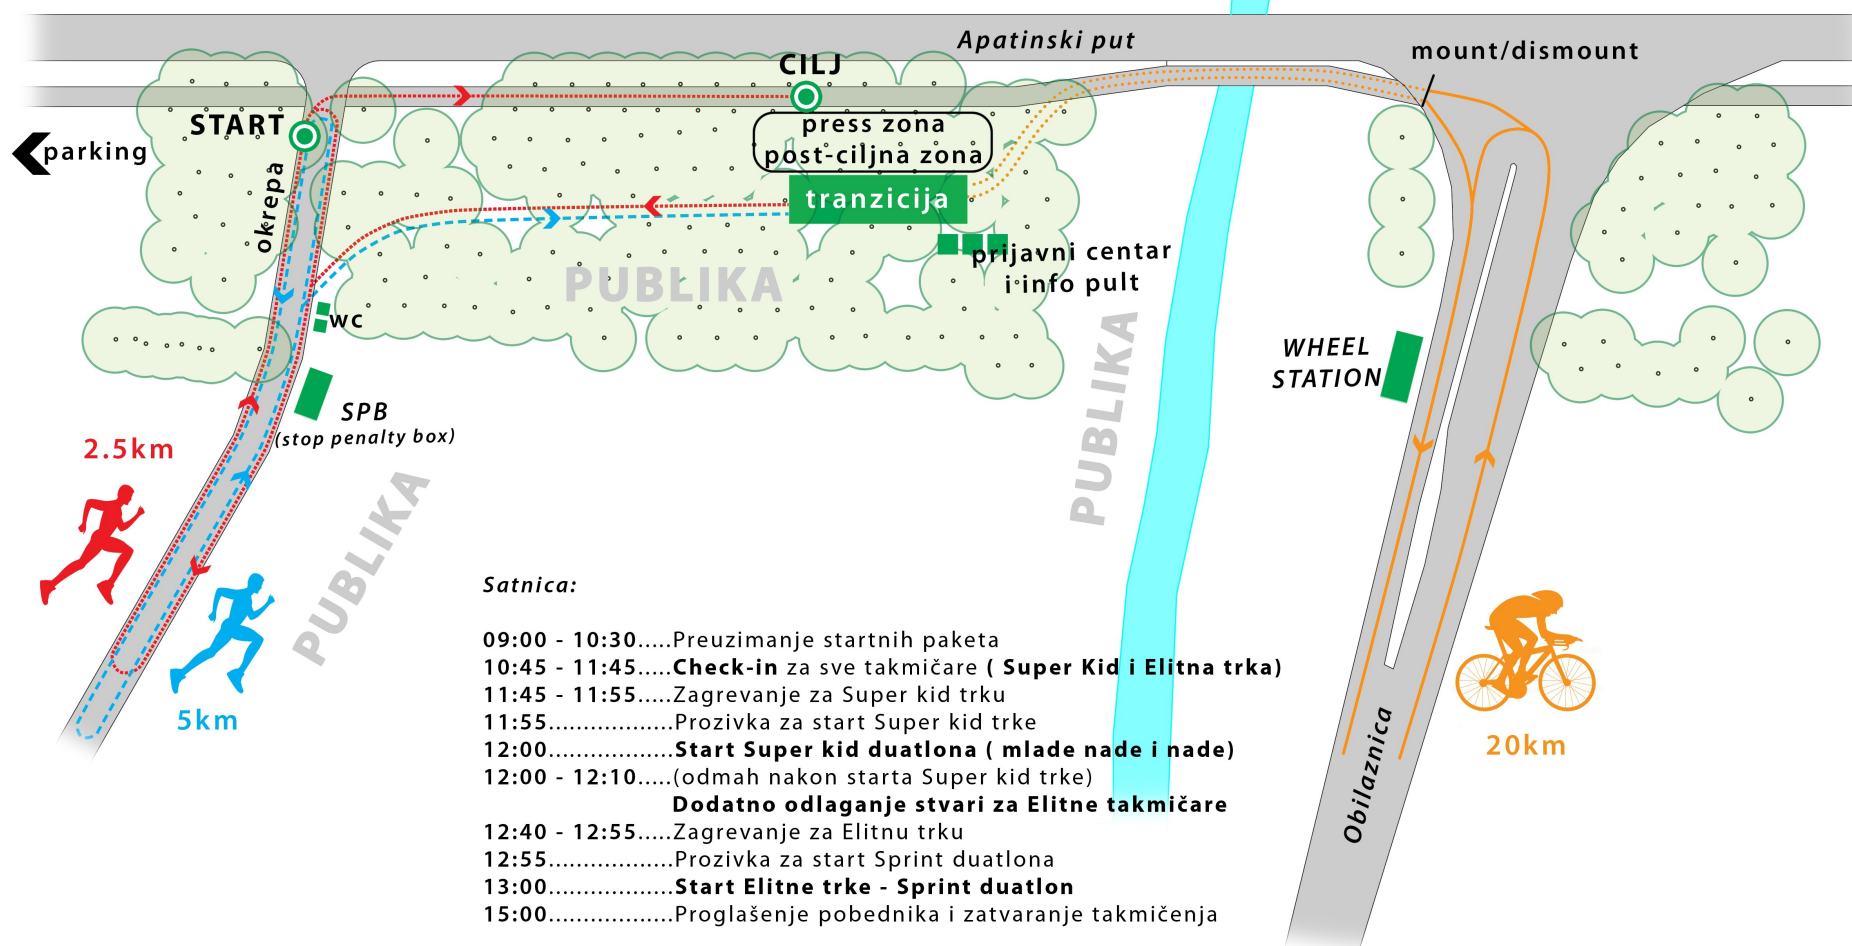 Apatinski put
mount/dismount
CILJ
START
press zona
post-ciljna zona
parking
okrepa
tranzicija
prijavni centar
i info pult
PUBLIKA
wc
PUBLIKA
WHEEL
STATION
SPB
(stop penalty box)
2.5km
PUBLIKA
5km
20km
Obilaznica
Satnica:
09:00 - 10:30.....Preuzimanje startnih paketa
10:45 - 11:45.....Check-in za sve takmičare ( Super Kid i Elitna trka)
11:45 - 11:55.....Zagrevanje za Super kid trku
11:55..................Prozivka za start Super kid trke
12:00..................Start Super kid duatlona ( mlade nade i nade)
12:00 - 12:10.....(odmah nakon starta Super kid trke)
Dodatno odlaganje stvari za Elitne takmičare
12:40 - 12:55.....Zagrevanje za Elitnu trku
12:55..................Prozivka za start Sprint duatlona
13:00..................Start Elitne trke - Sprint duatlon
15:00..................Proglašenje pobednika i zatvaranje takmičenja